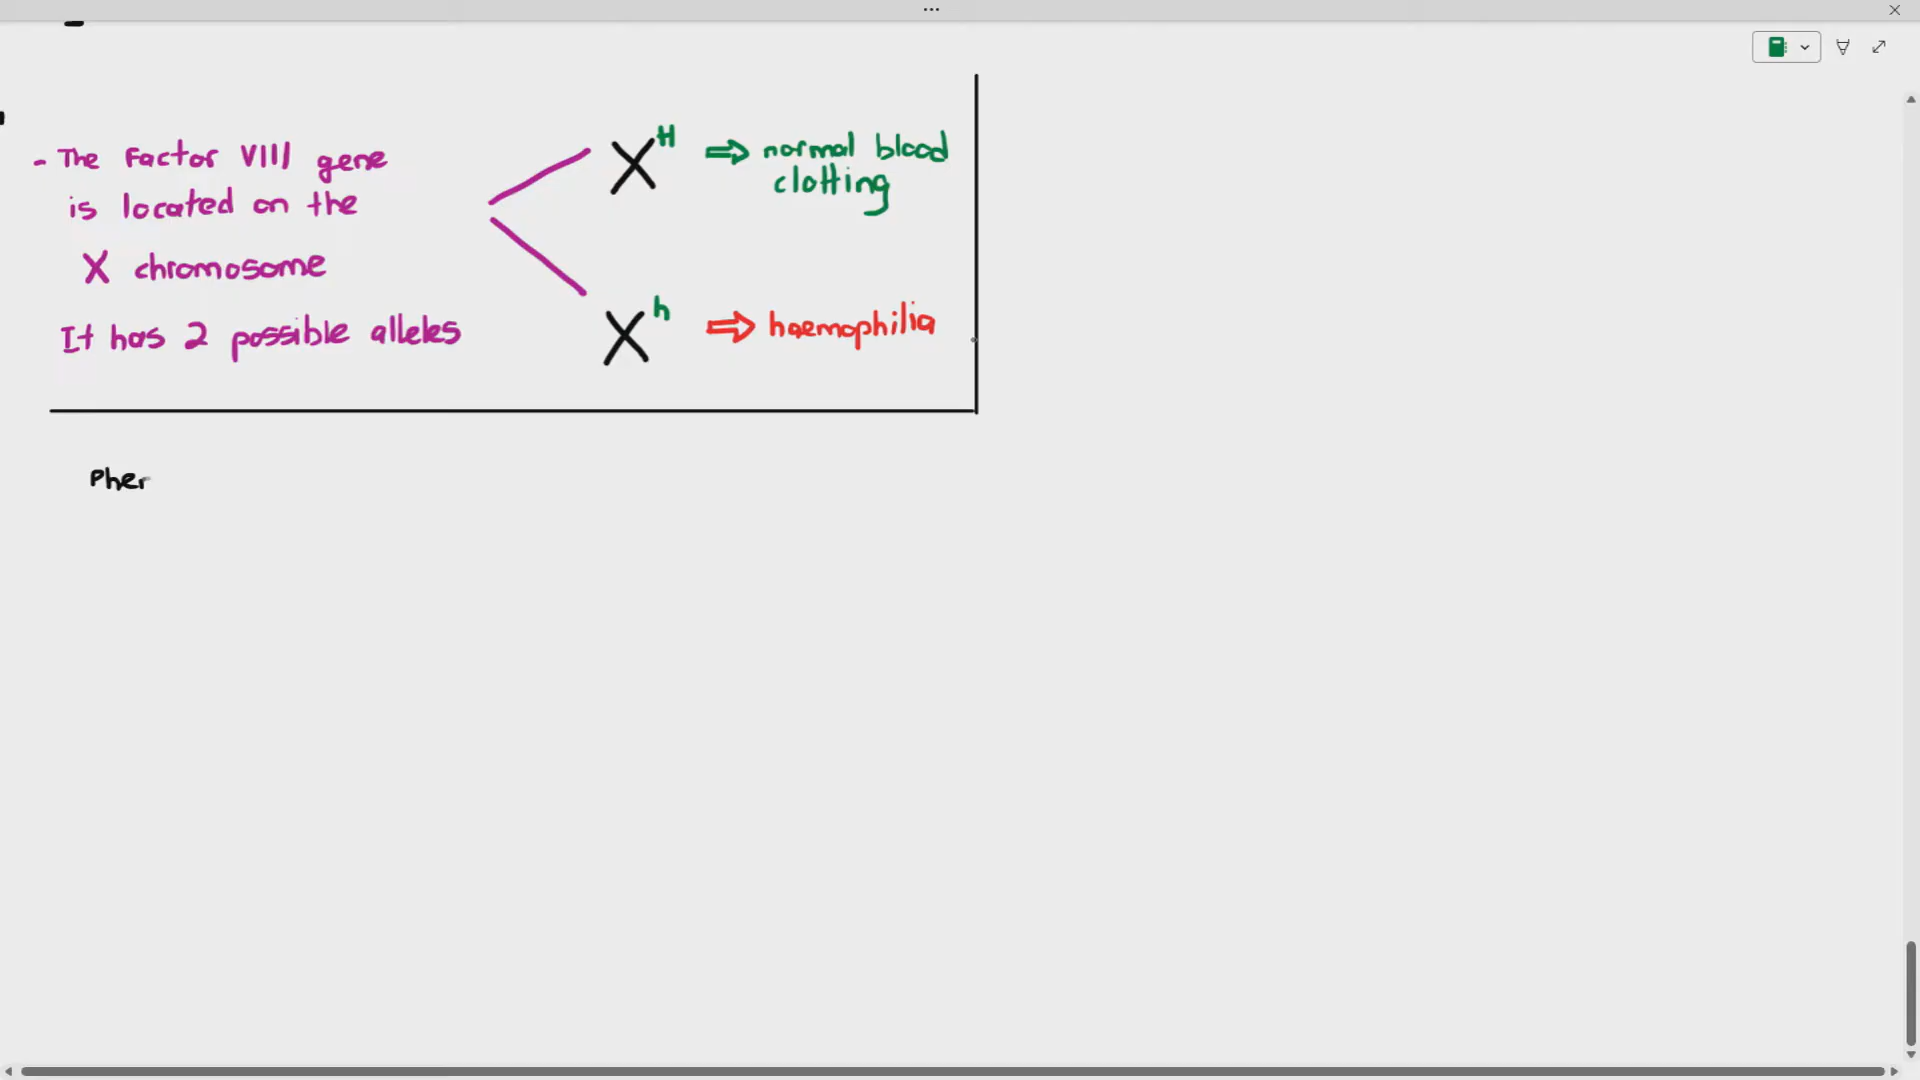 - The Factor VIII gene
is located on the
X chromosome
It has 2 possible alleles
X^H ⇒ normal blood
clotting
X^h ⇒ haemophilia
Pher